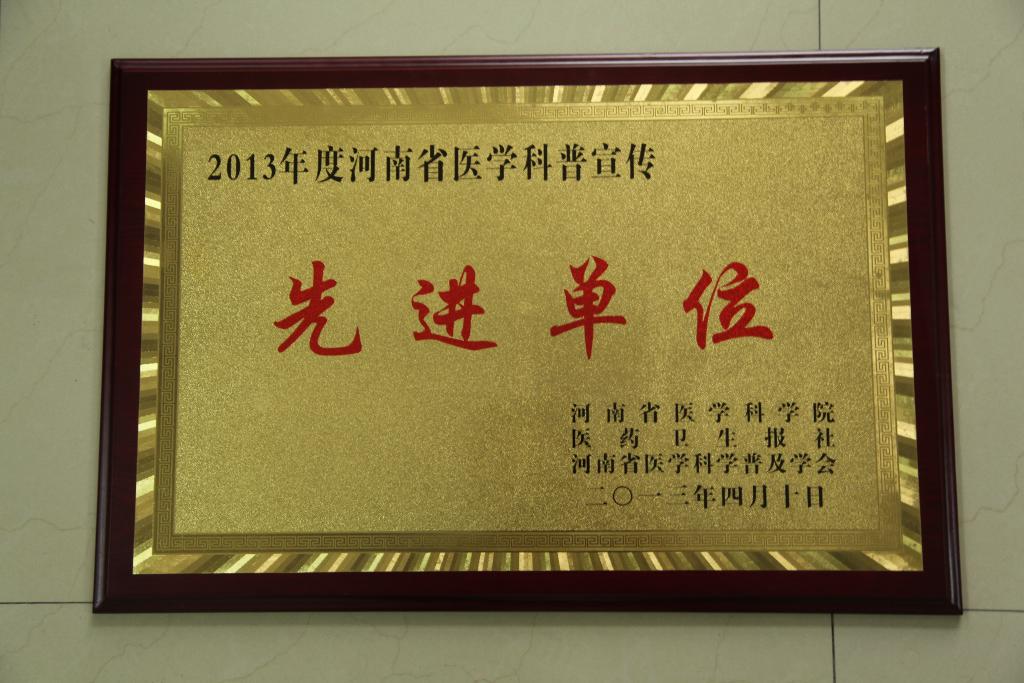 2013年度河南省医学科普宣传
先进单位
河南省医学科学院
医药卫生报社
河南省医学科学普及学会
二〇一三年四月十日